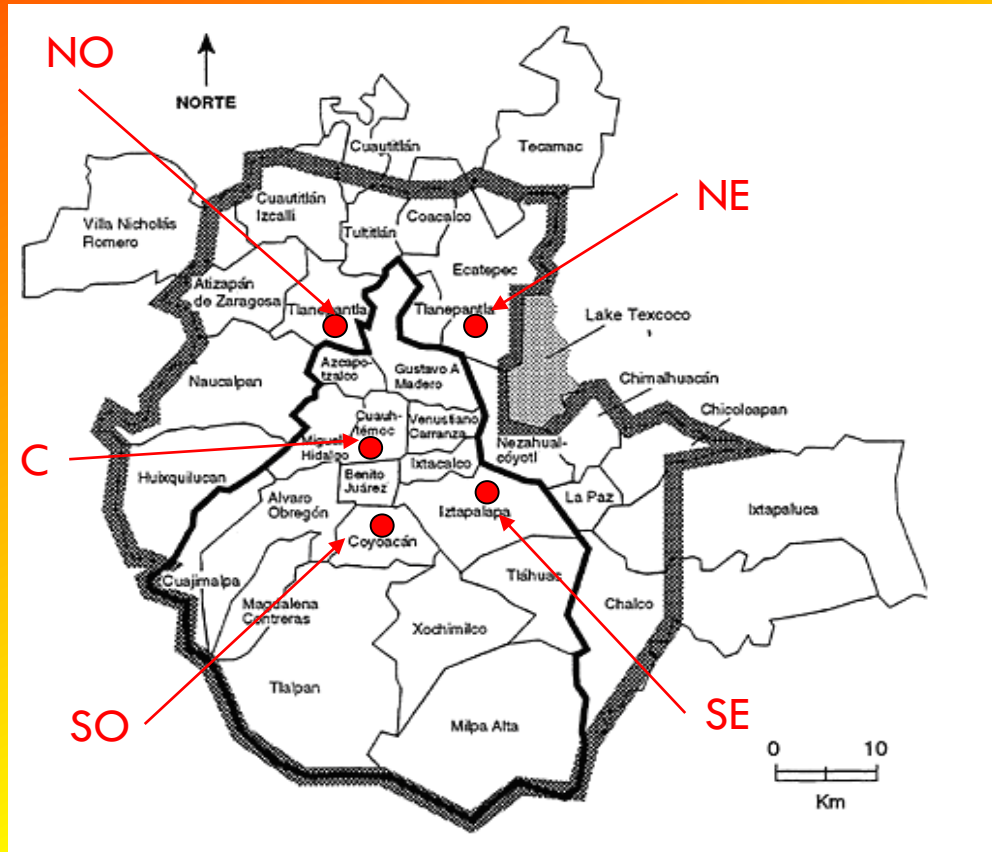 NO
NORTE
Cuautitlán
Tecamac
NE
Cuautitlán
Izcalli
Coacalco
Villa Nicholás
Romero
Tultitlán
Ecatepec
Atizapán
de Zaragosa
Tlanepantla
Tlanepantla
Lake Texcoco
Azcapo-
tzalco
Gustavo A
Madero
Naucalpan
Chimalhuacán
Chicoloapan
Cuauh-
témoc
Venustiano
Carranza
C
Miguel
Hidalgo
Nezahual-
cóyotl
Ixtacalco
Huixquilucan
Benito
Juárez
Alvaro
Obregón
La Paz
Iztapalapa
Ixtapaluca
Coyoacán
Cuajimalpa
Tláhuac
Magdalena
Contreras
Chalco
Xochimilco
Tlalpan
SO
SE
Milpa Alta
0 10
Km